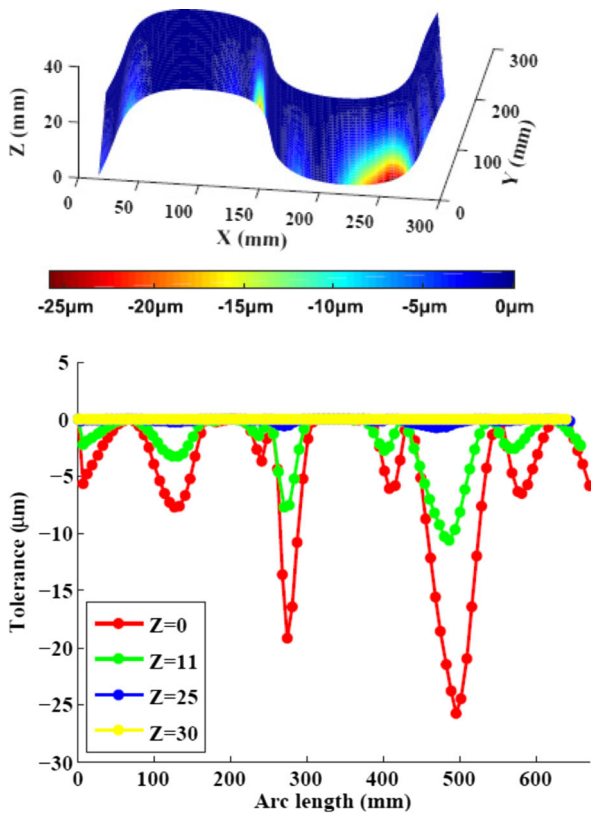 40
20
0
Z (mm)
0
50
100
150
200
250
300
X (mm)
300
200
100
0
Y (mm)
-25µm -20µm -15µm -10µm -5µm 0µm
5
0
−5
−10
−15
−20
−25
−30
Tolerance (µm)
Z=0
Z=11
Z=25
Z=30
0 100 200 300 400 500 600
Arc length (mm)